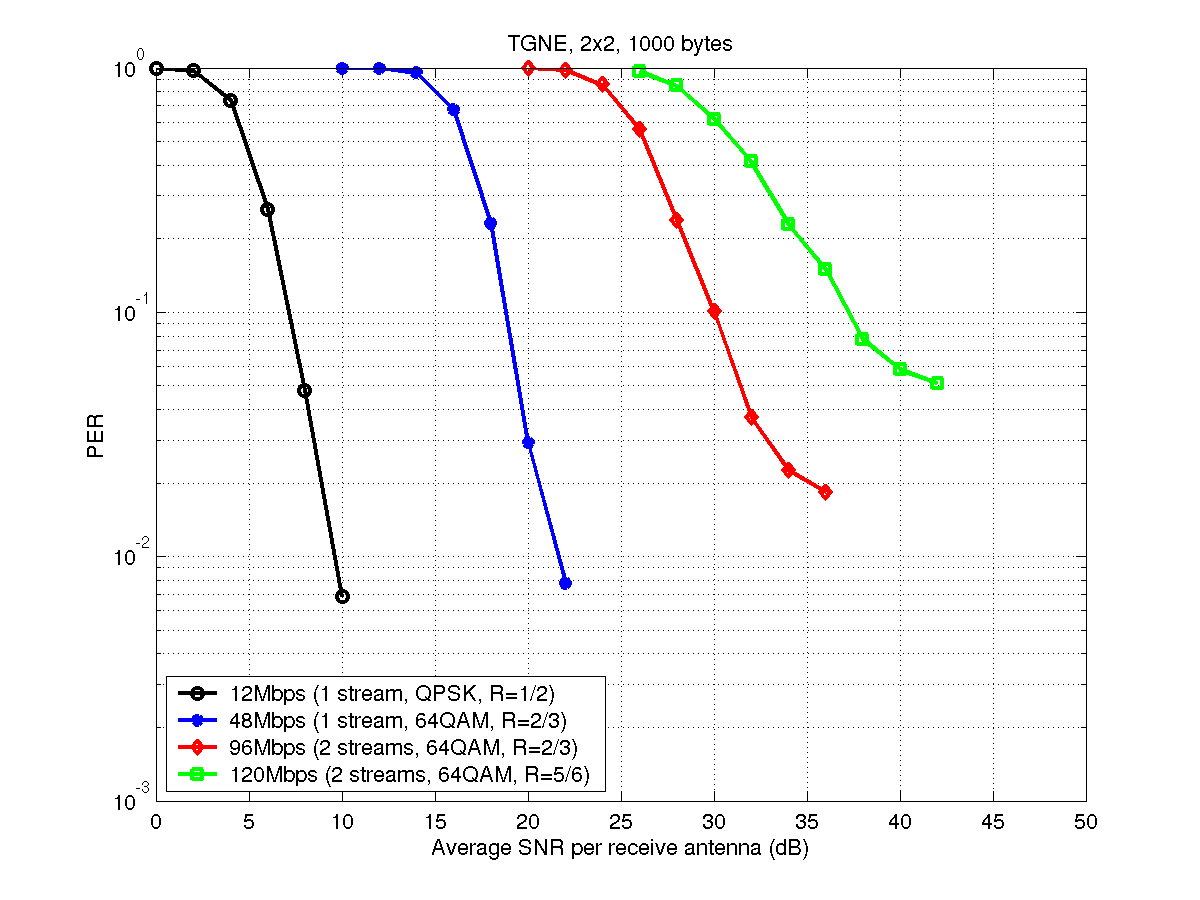 TGNE, 2x2, 1000 bytes
10^0
10^-1
10^-2
10^-3
PER
12Mbps (1 stream, QPSK, R=1/2)
48Mbps (1 stream, 64QAM, R=2/3)
96Mbps (2 streams, 64QAM, R=2/3)
120Mbps (2 streams, 64QAM, R=5/6)
0 5 10 15 20 25 30 35 40 45 50
Average SNR per receive antenna (dB)